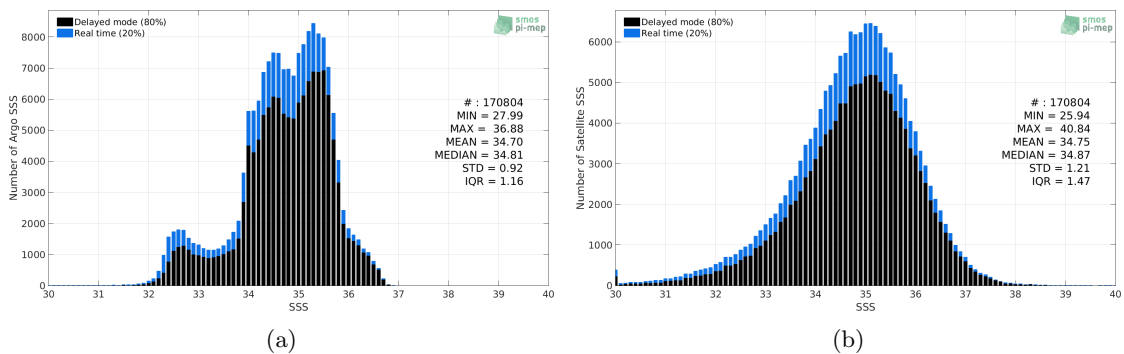 Delayed mode (80%)
Real time (20%)
smos
pi-mep
# : 170804
MIN = 27.99
MAX = 36.88
MEAN = 34.70
MEDIAN = 34.81
STD = 0.92
IQR = 1.16
Number of Argo SSS
8000
7000
6000
5000
4000
3000
2000
1000
0
30 31 32 33 34 35 36 37 38 39 40
SSS
(a)
Delayed mode (80%)
Real time (20%)
smos
pi-mep
# : 170804
MIN = 25.94
MAX = 40.84
MEAN = 34.75
MEDIAN = 34.87
STD = 1.21
IQR = 1.47
Number of Satellite SSS
6000
5000
4000
3000
2000
1000
0
30 31 32 33 34 35 36 37 38 39 40
SSS
(b)